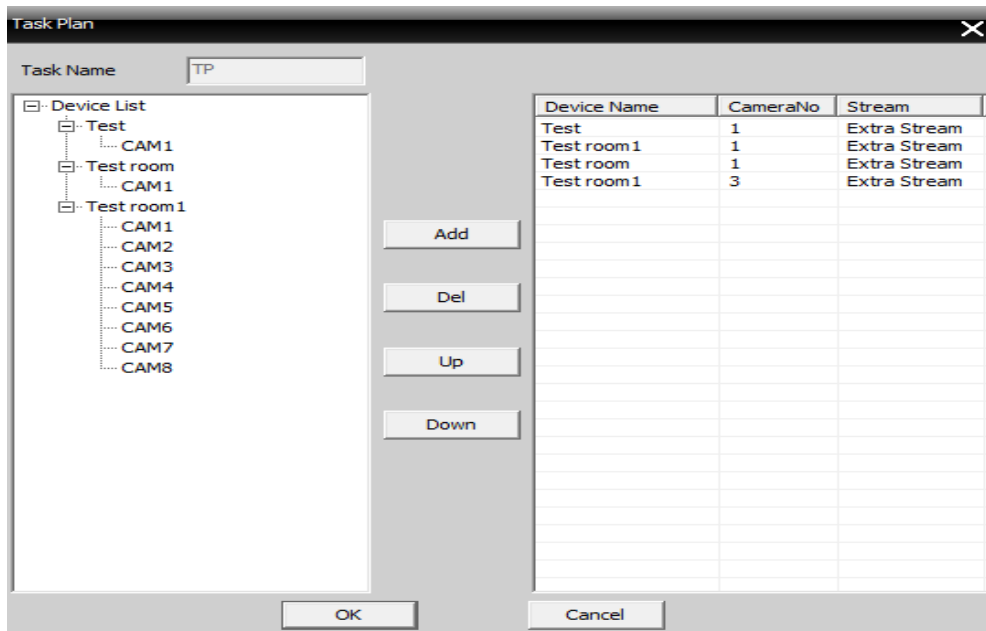 Task Plan
Task Name TP
Device List
Test
CAM1
Test room
CAM1
Test room1
CAM1
CAM2
CAM3
CAM4
CAM5
CAM6
CAM7
CAM8
Add
Del
Up
Down
Device Name CameraNo Stream
Test 1 Extra Stream
Test room1 1 Extra Stream
Test room 1 Extra Stream
Test room1 3 Extra Stream
OK Cancel